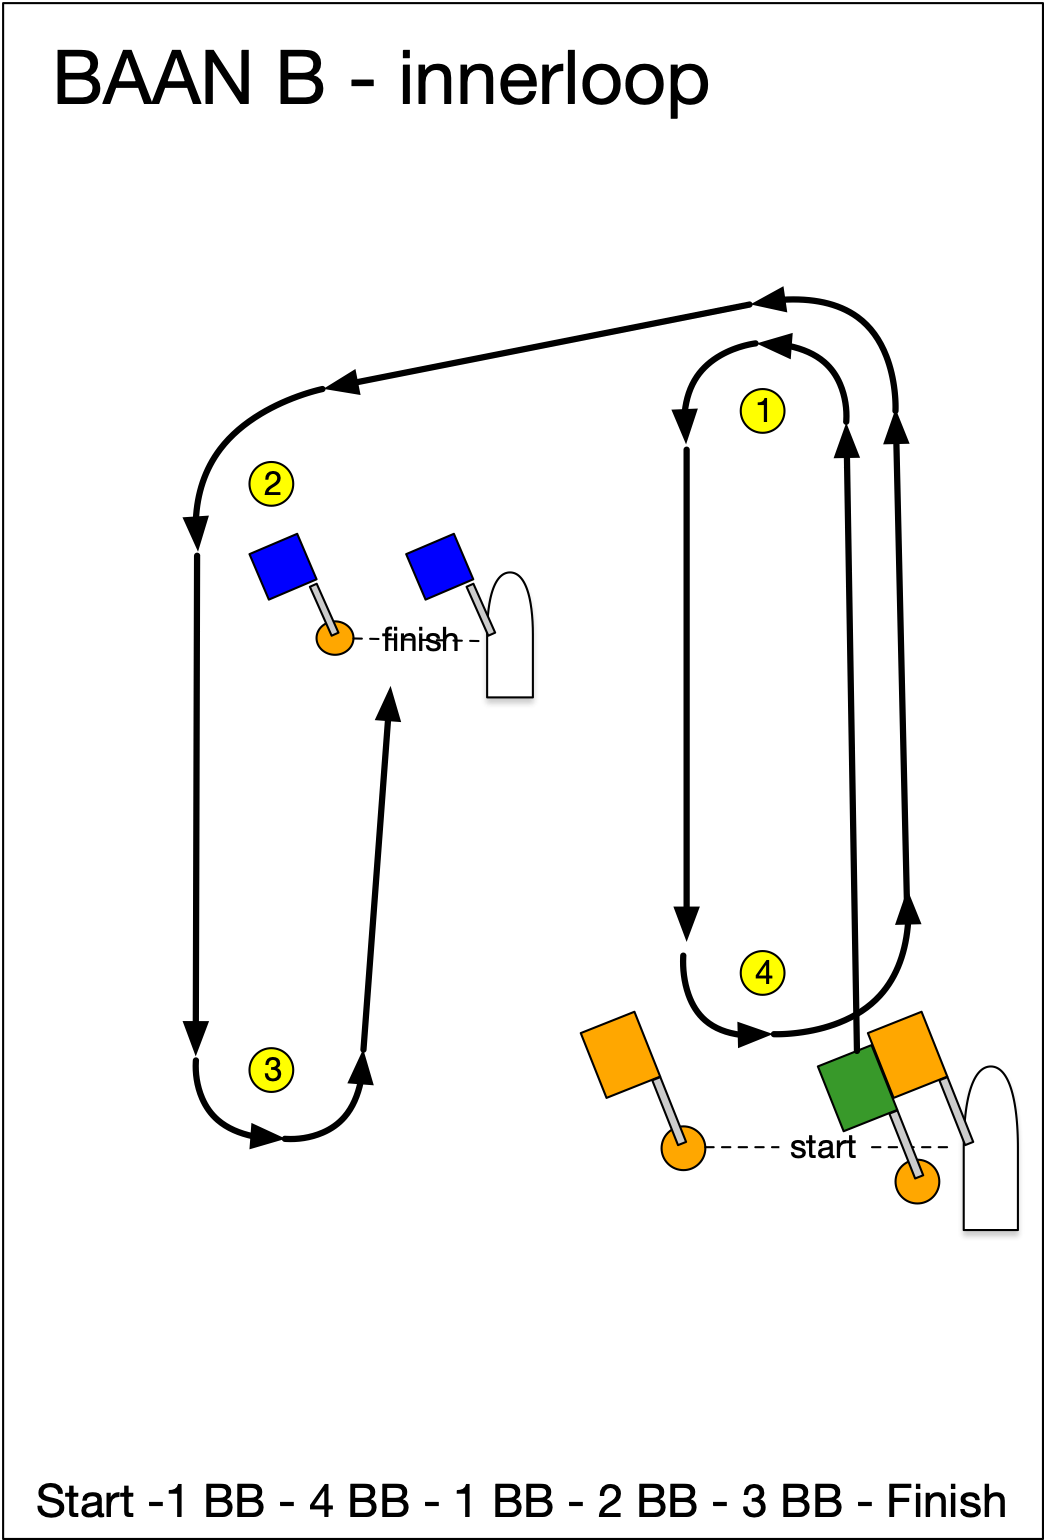 BAAN B - innerloop
1
2
finish
4
3
start
Start -1 BB - 4 BB - 1 BB - 2 BB - 3 BB - Finish